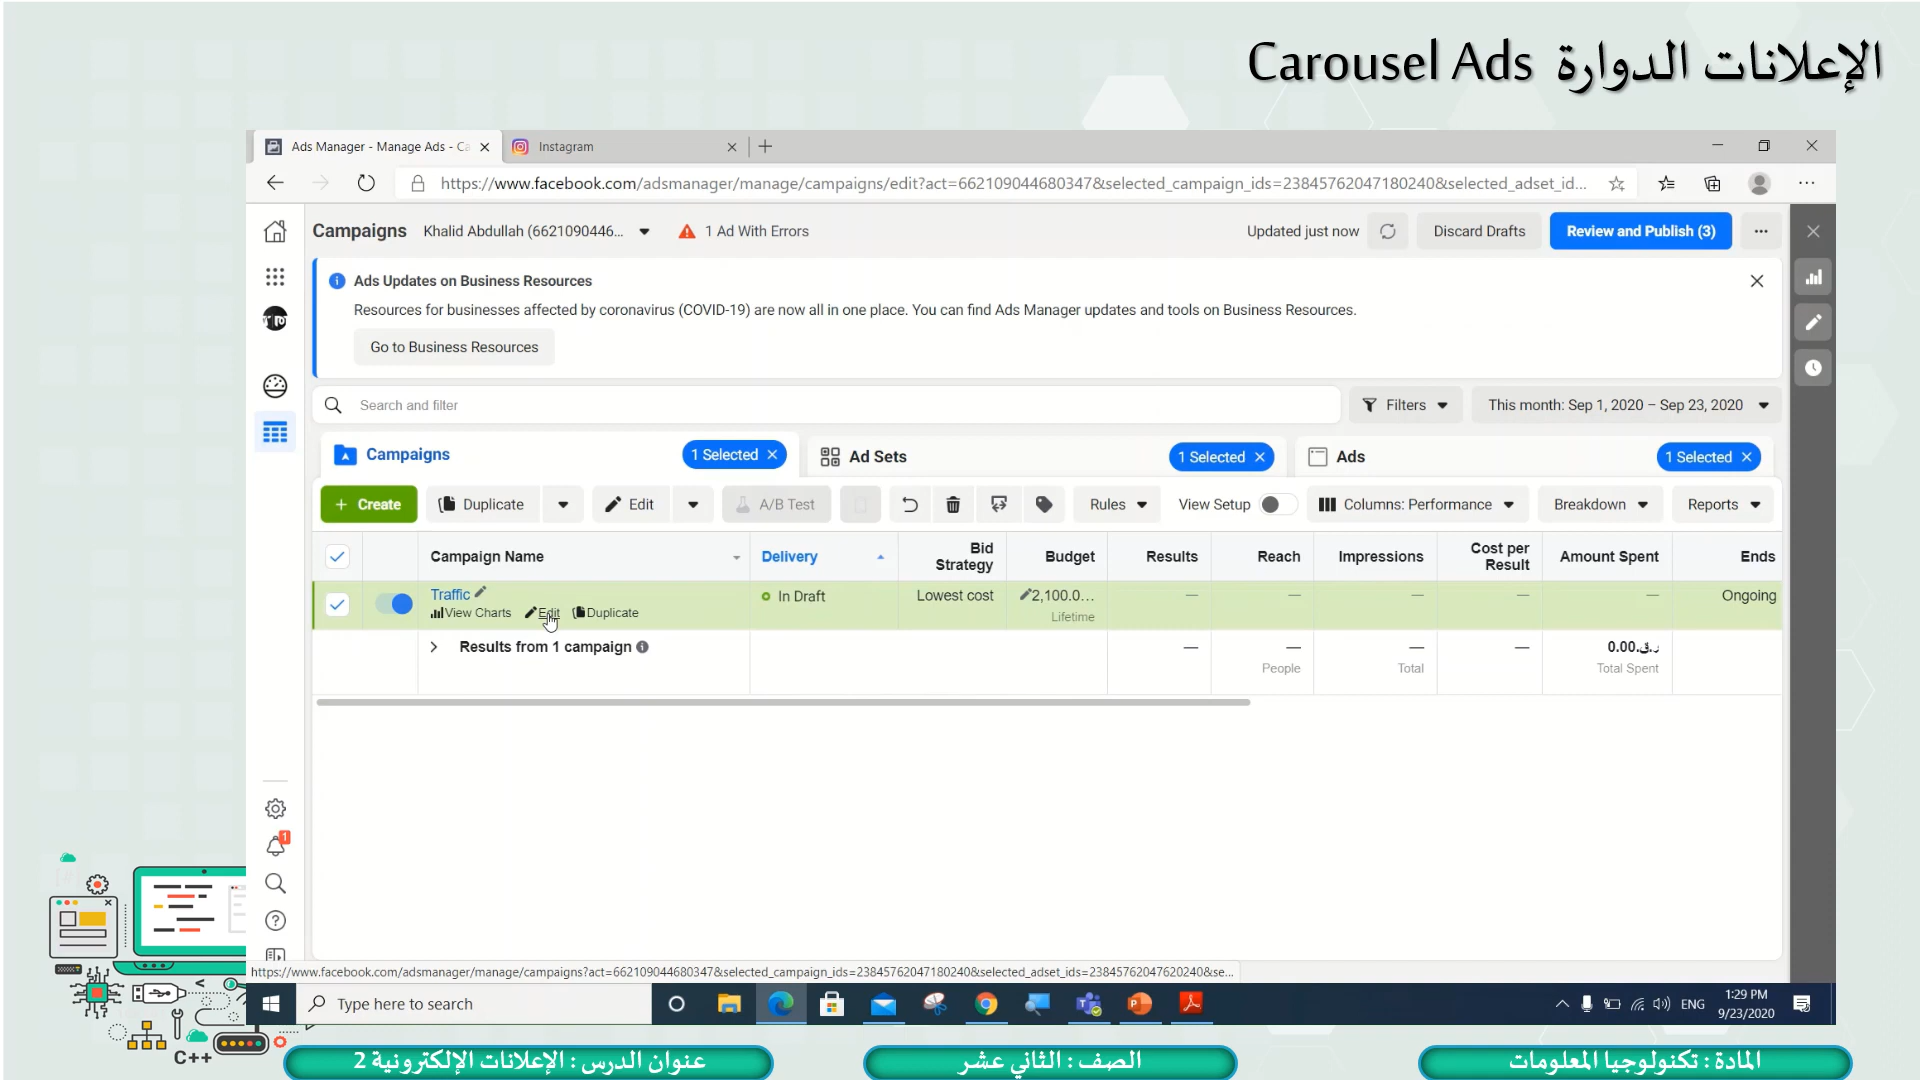 الإعلانات الدوارة Carousel Ads
Ads Manager - Manage Ads - Ca
Instagram
https://www.facebook.com/adsmanager/manage/campaigns/edit?act=662109044680347&selected_campaign_ids=23845762047180240&selected_adset_id...
Campaigns Khalid Abdullah (6621090446... 1 Ad With Errors Updated just now Discard Drafts Review and Publish (3)
Ads Updates on Business Resources
Resources for businesses affected by coronavirus (COVID-19) are now all in one place. You can find Ads Manager updates and tools on Business Resources.
Go to Business Resources
Search and filter Filters This month: Sep 1, 2020 – Sep 23, 2020
Campaigns 1 Selected Ad Sets 1 Selected Ads 1 Selected
+ Create Duplicate Edit A/B Test Rules View Setup Columns: Performance Breakdown Reports
Campaign Name Delivery Bid Strategy Budget Results Reach Impressions Cost per Result Amount Spent Ends
Traffic In Draft Lowest cost 2,100.0... — — — — — Ongoing
View Charts Edit Duplicate Lifetime
Results from 1 campaign — — — — ر.ق.0.00
People Total Total Spent
1
https://www.facebook.com/adsmanager/manage/campaigns?act=662109044680347&selected_campaign_ids=23845762047180240&selected_adset_ids=23845762047620240&se...
Type here to search
ENG
1:29 PM
9/23/2020
C++
المادة : تكنولوجيا المعلومات
الصف : الثاني عشر
عنوان الدرس : الإعلانات الإلكترونية 2